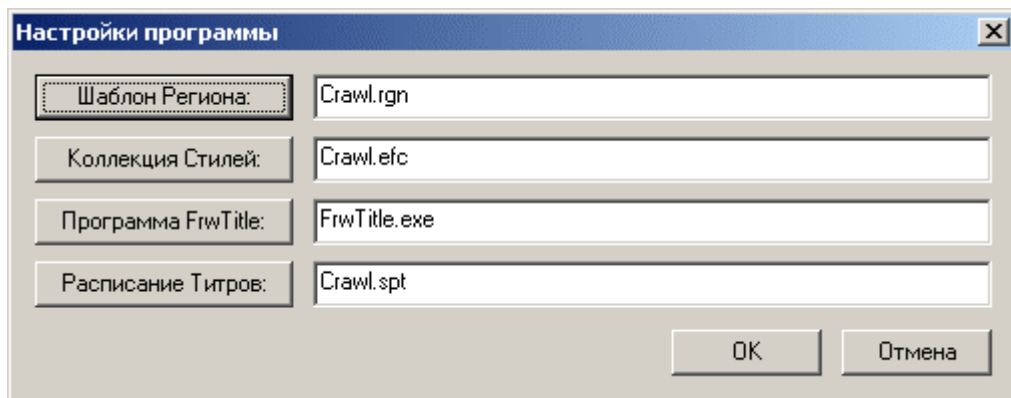 Настройки программы
Шаблон Региона: Crawl.rgn
Коллекция Стилей: Crawl.efc
Программа FrwTitle: FrwTitle.exe
Расписание Титров: Crawl.spt
OK Отмена